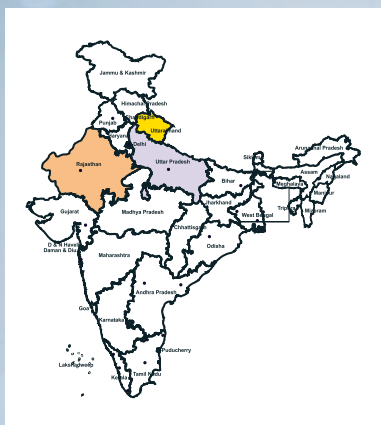 Jammu & Kashmir
Himachal Pradesh
Punjab
Chandigarh
Uttarakhand
Haryana
Delhi
Rajasthan
Uttar Pradesh
Sikkim
Arunachal Pradesh
Assam
Nagaland
Meghalaya
Manipur
Bihar
Tripura
Mizoram
Jharkhand
West Bengal
Gujarat
Madhya Pradesh
Chhattisgarh
Odisha
D & N Haveli
Daman & Diu
Maharashtra
Andhra Pradesh
Goa
Karnataka
Puducherry
Lakshadweep
Kerala
Tamil Nadu